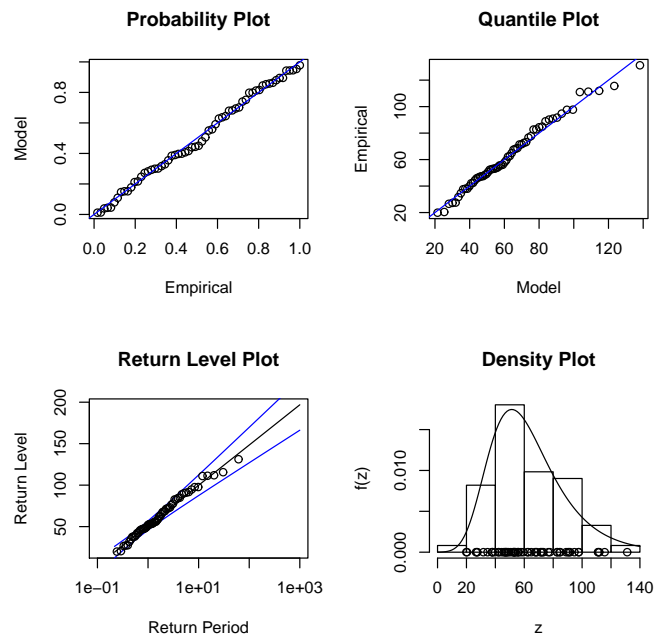 Probability Plot
Model
0.0 0.4 0.8
0.0 0.2 0.4 0.6 0.8 1.0
Empirical
Quantile Plot
Empirical
20 60 100
20 40 60 80 120
Model
Return Level Plot
Return Level
50 100 150 200
1e−01 1e+01 1e+03
Return Period
Density Plot
f(z)
0.000 0.010
0 20 60 100 140
z